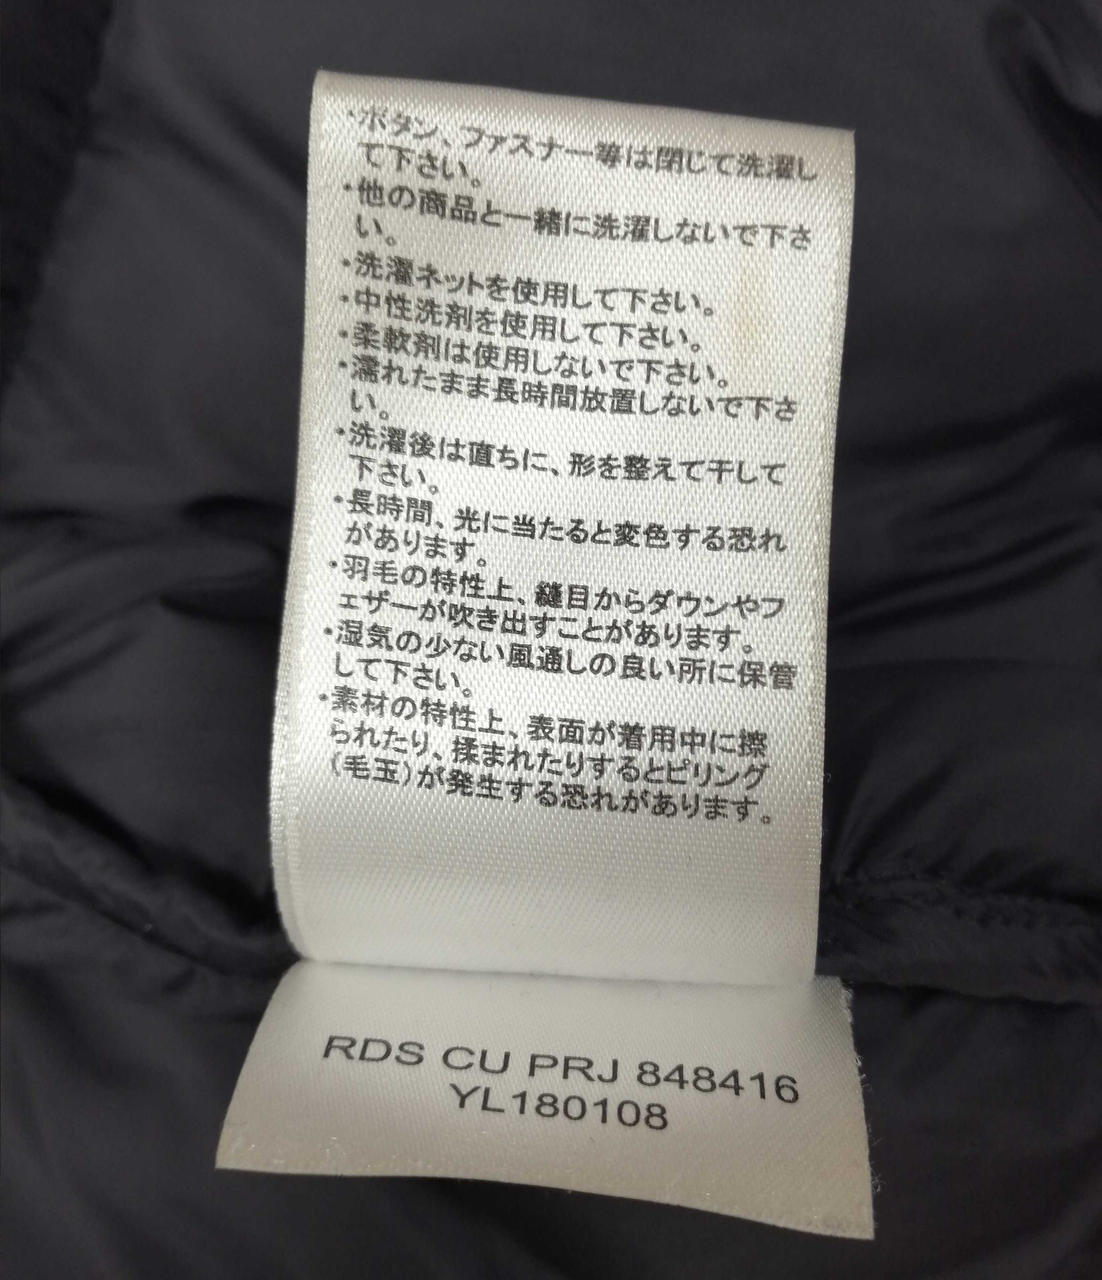 ・ボタン、ファスナー等は閉じて洗濯し
て下さい。
・他の商品と一緒に洗濯しないで下さ
い。
・洗濯ネットを使用して下さい。
・中性洗剤を使用して下さい。
・柔軟剤は使用しないで下さい。
・濡れたまま長時間放置しないで下さ
い。
・洗濯後は直ちに、形を整えて干して
下さい。
・長時間、光に当たると変色する恐れ
があります。
・羽毛の特性上、縫目からダウンやフ
ェザーが吹き出すことがあります。
・湿気の少ない風通しの良い所に保管
して下さい。
・素材の特性上、表面が着用中に擦
られたり、揉まれたりするとピリング
(毛玉)が発生する恐れがあります。
RDS CU PRJ 848416
YL180108